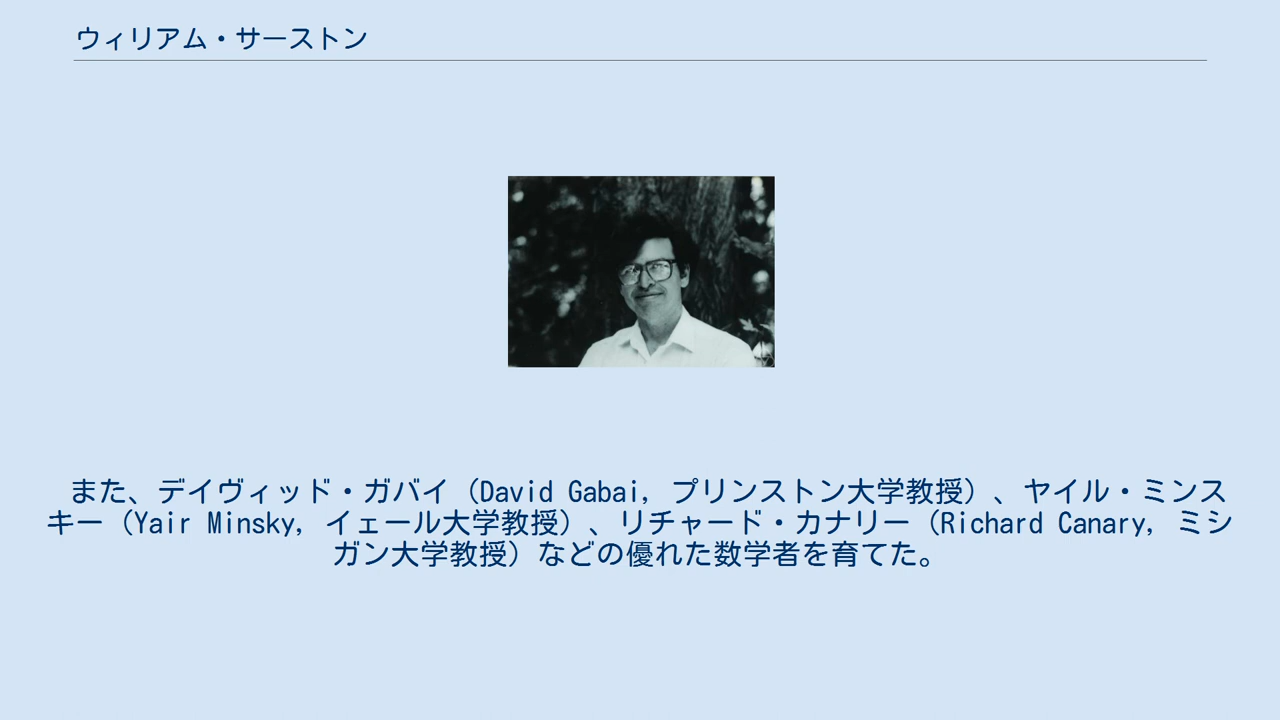 ウィリアム・サーストン
また、デイヴィッド・ガバイ（David Gabai, プリンストン大学教授）、ヤイル・ミンス
キー（Yair Minsky, イェール大学教授）、リチャード・カナリー（Richard Canary, ミシ
ガン大学教授）などの優れた数学者を育てた。